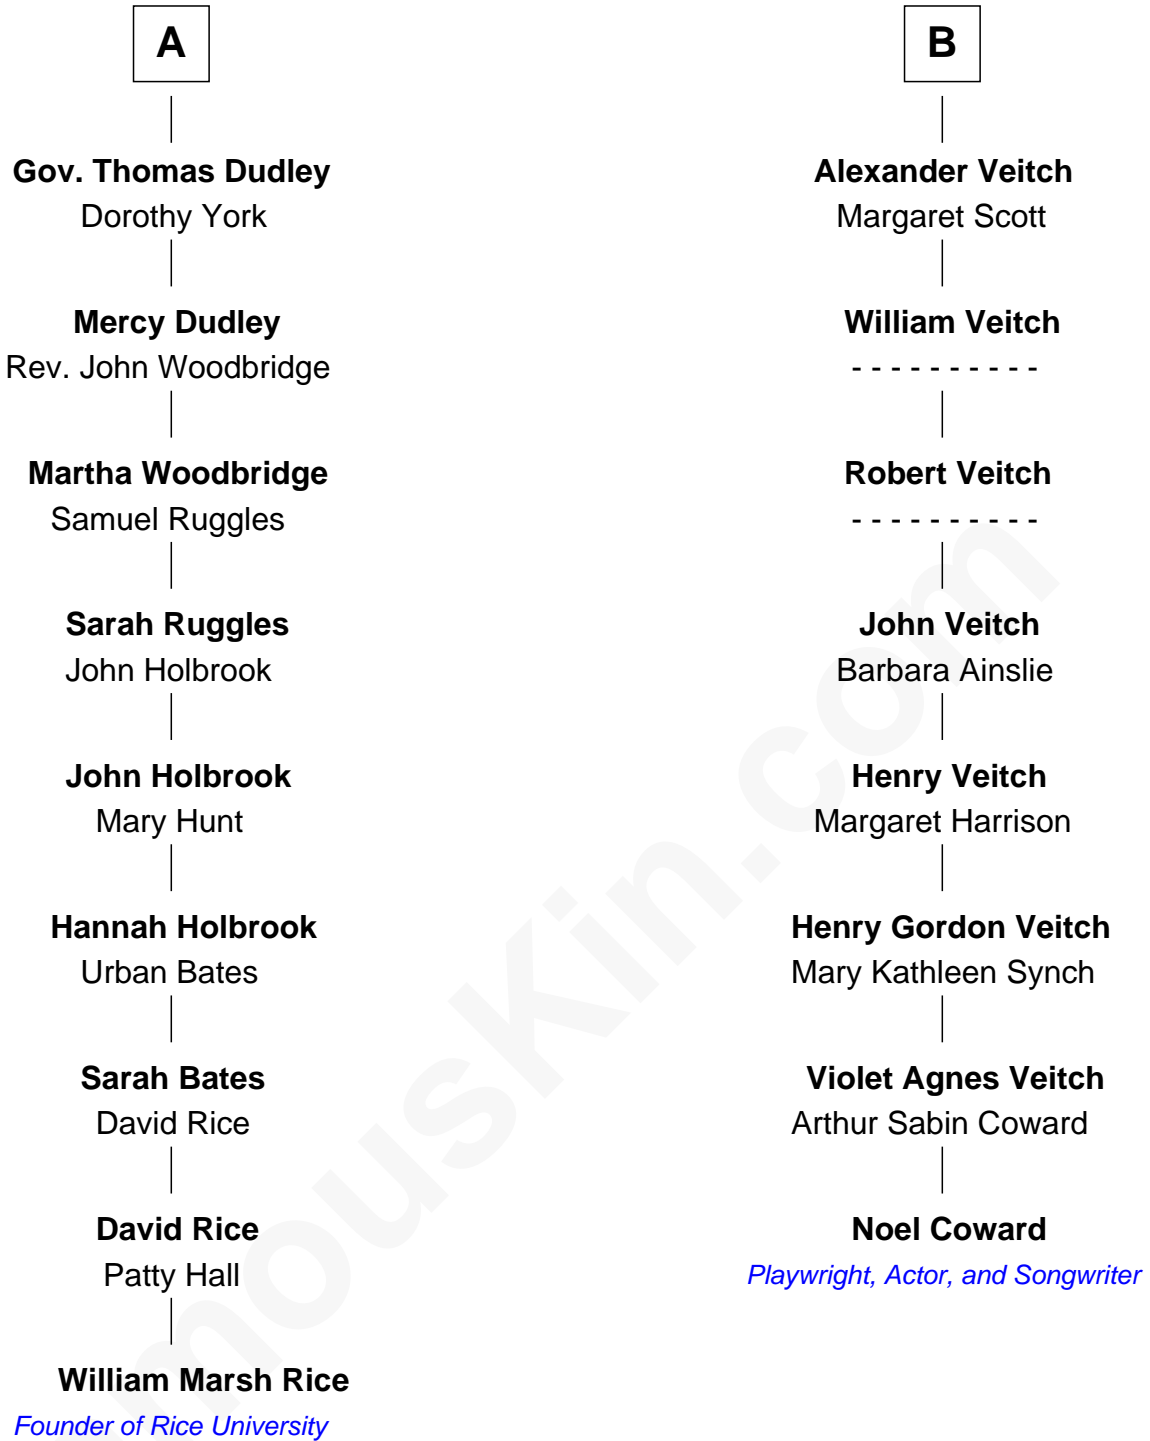 A
Gov. Thomas Dudley
Dorothy York
Mercy Dudley
Rev. John Woodbridge
Martha Woodbridge
Samuel Ruggles
Sarah Ruggles
John Holbrook
John Holbrook
Mary Hunt
Hannah Holbrook
Urban Bates
Sarah Bates
David Rice
David Rice
Patty Hall
William Marsh Rice
Founder of Rice University
B
Alexander Veitch
Margaret Scott
William Veitch
- - - - - - - - - -
Robert Veitch
- - - - - - - - - -
John Veitch
Barbara Ainslie
Henry Veitch
Margaret Harrison
Henry Gordon Veitch
Mary Kathleen Synch
Violet Agnes Veitch
Arthur Sabin Coward
Noel Coward
Playwright, Actor, and Songwriter
mouskin.com